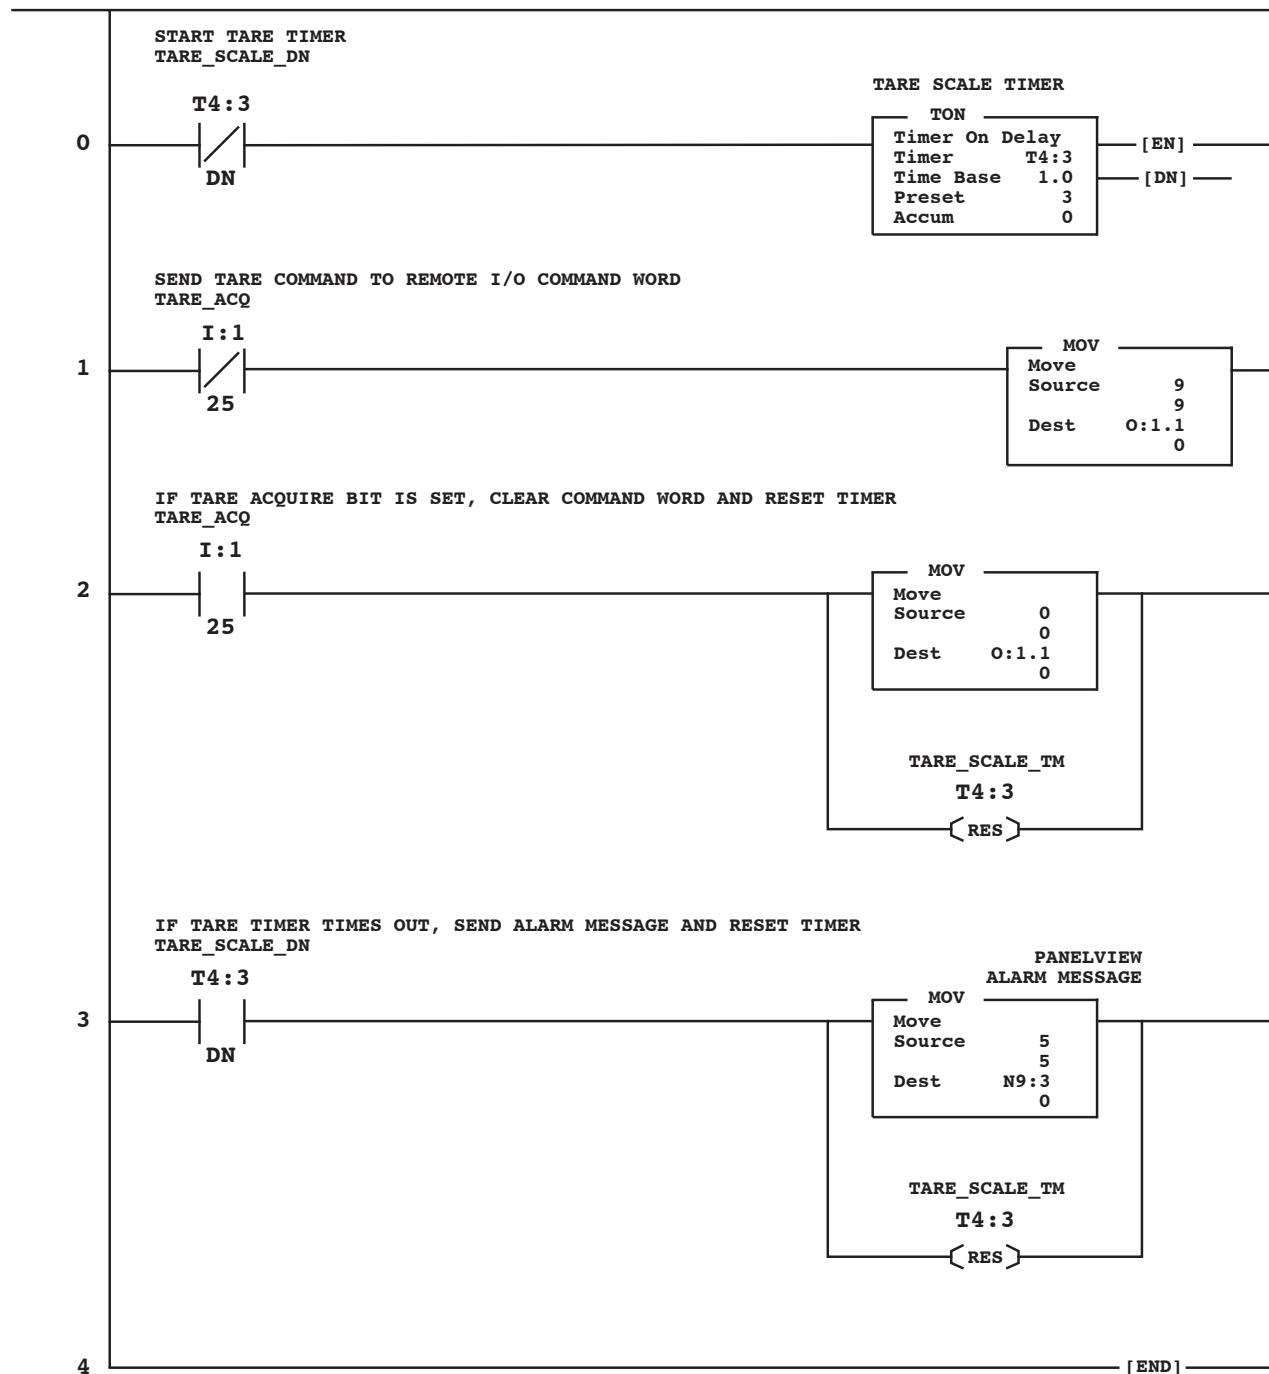 START TARE TIMER
TARE_SCALE_DN
T4:3
DN
0
TARE SCALE TIMER
TON
Timer On Delay
Timer T4:3
Time Base 1.0
Preset 3
Accum 0
[EN]
[DN]
SEND TARE COMMAND TO REMOTE I/O COMMAND WORD
TARE_ACQ
I:1
25
1
MOV
Move
Source 9
9
Dest O:1.1
0
IF TARE ACQUIRE BIT IS SET, CLEAR COMMAND WORD AND RESET TIMER
TARE_ACQ
I:1
25
2
MOV
Move
Source 0
0
Dest O:1.1
0
TARE_SCALE_TM
T4:3
RES
IF TARE TIMER TIMES OUT, SEND ALARM MESSAGE AND RESET TIMER
TARE_SCALE_DN
T4:3
DN
3
PANELVIEW
ALARM MESSAGE
MOV
Move
Source 5
5
Dest N9:3
0
TARE_SCALE_TM
T4:3
RES
4
[END]